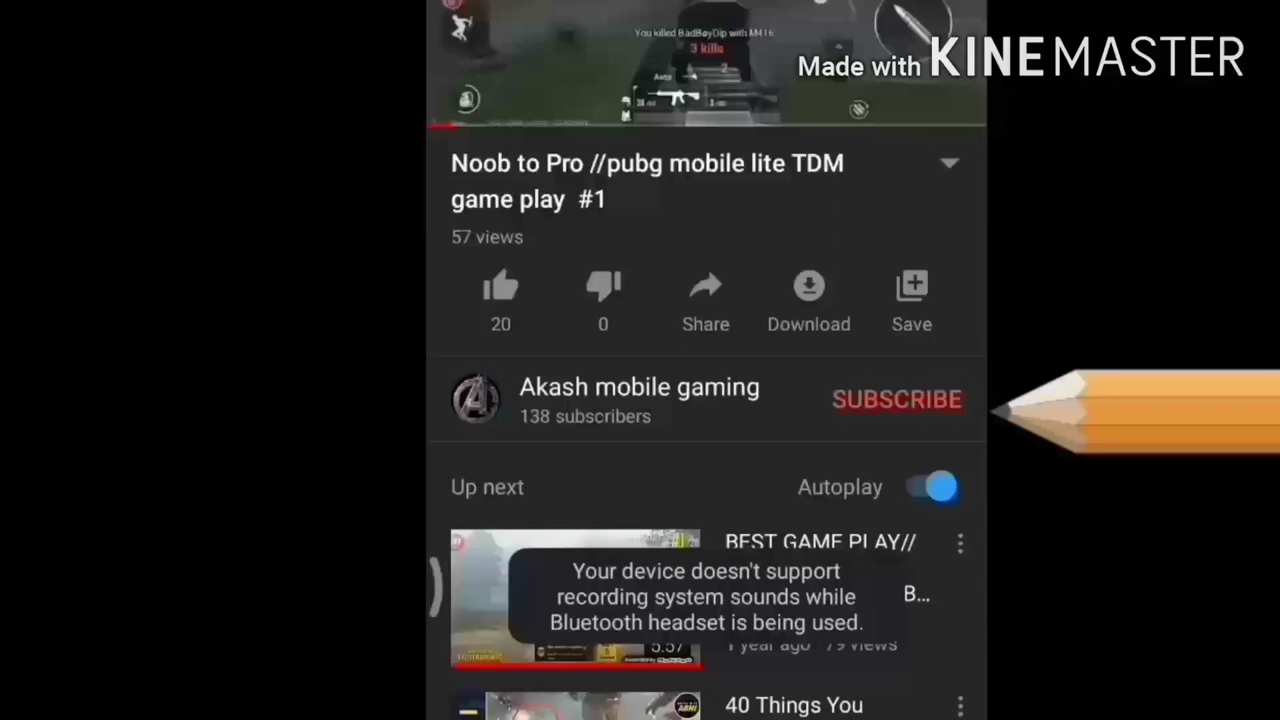 You killed BadBoyDip with M416
3 kills
Made with KINEMASTER
Auto
Noob to Pro //pubg mobile lite TDM
game play #1
57 views
20
0
Share
Download
Save
Akash mobile gaming
138 subscribers
SUBSCRIBE
Up next
Autoplay
BEST GAME PLAY//
B...
Your device doesn't support
recording system sounds while
Bluetooth headset is being used.
5:57
1 year ago 79 views
40 Things You